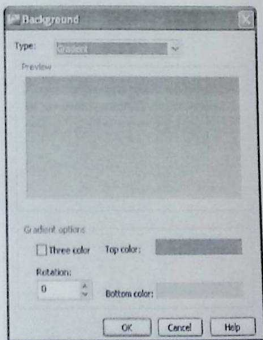 Background
Type: Gradient
Preview
Gradient options
Three color Top color:
Rotation:
0
Bottom color:
OK Cancel Help